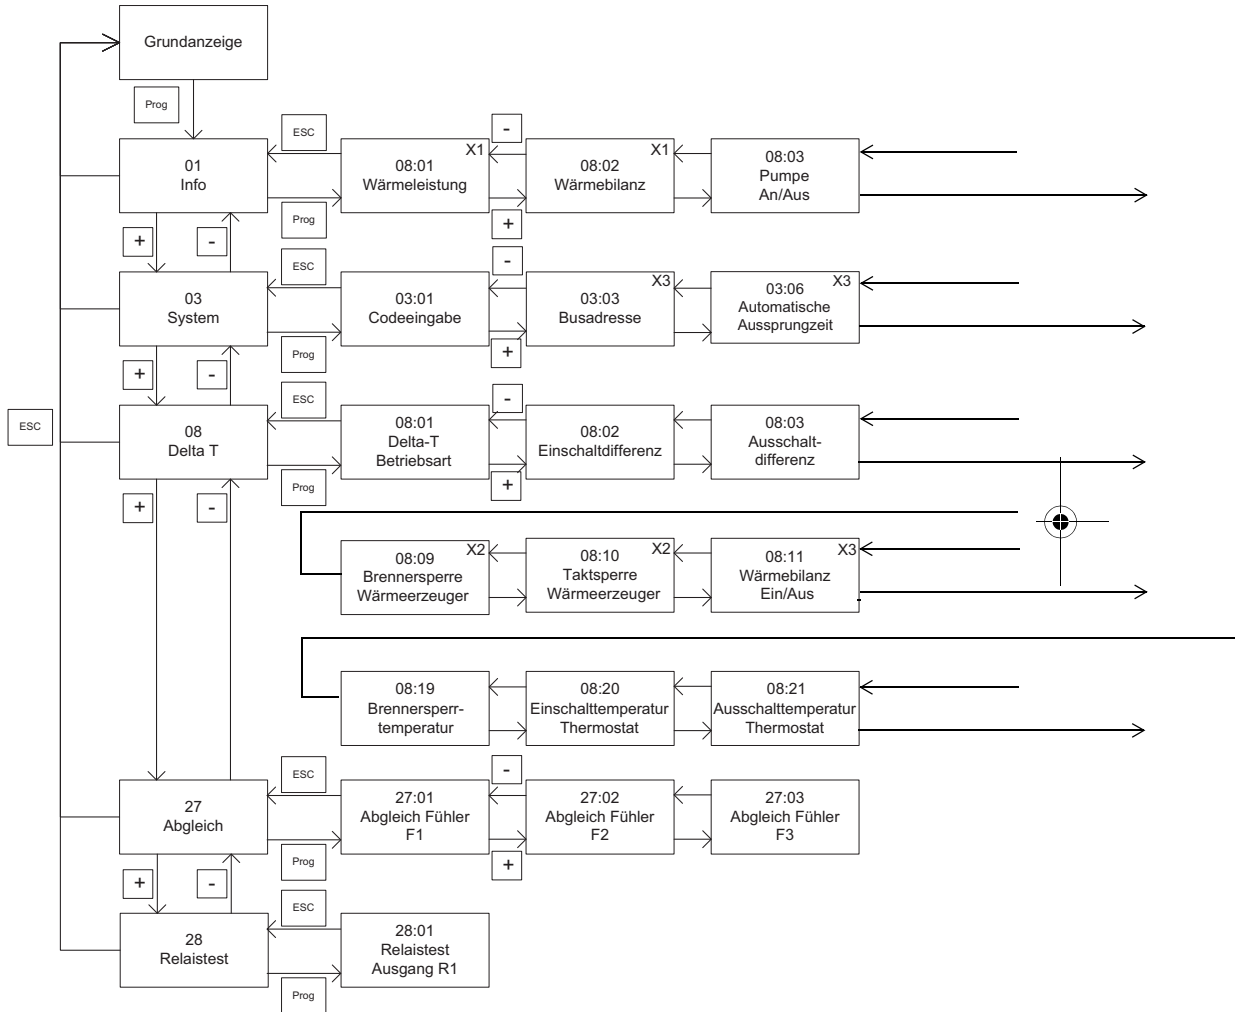 Grundanzeige
Prog
ESC
-
01
Info
X1
08:01
Wärmeleistung
X1
08:02
Wärmebilanz
08:03
Pumpe
An/Aus
Prog
+
+
-
ESC
-
03
System
03:01
Codeeingabe
X3
03:03
Busadresse
X3
03:06
Automatische
Aussprungzeit
Prog
+
+
-
ESC
-
ESC
08
Delta T
08:01
Delta-T
Betriebsart
08:02
Einschaltdifferenz
08:03
Ausschalt-
differenz
Prog
+
+
-
X2
08:09
Brennersperre
Wärmeerzeuger
X2
08:10
Taktsperre
Wärmeerzeuger
X3
08:11
Wärmebilanz
Ein/Aus
08:19
Brennersperr-
temperatur
08:20
Einschalttemperatur
Thermostat
08:21
Ausschalttemperatur
Thermostat
ESC
-
27
Abgleich
27:01
Abgleich Fühler
F1
27:02
Abgleich Fühler
F2
27:03
Abgleich Fühler
F3
Prog
+
+
-
ESC
28
Relaistest
28:01
Relaistest
Ausgang R1
Prog